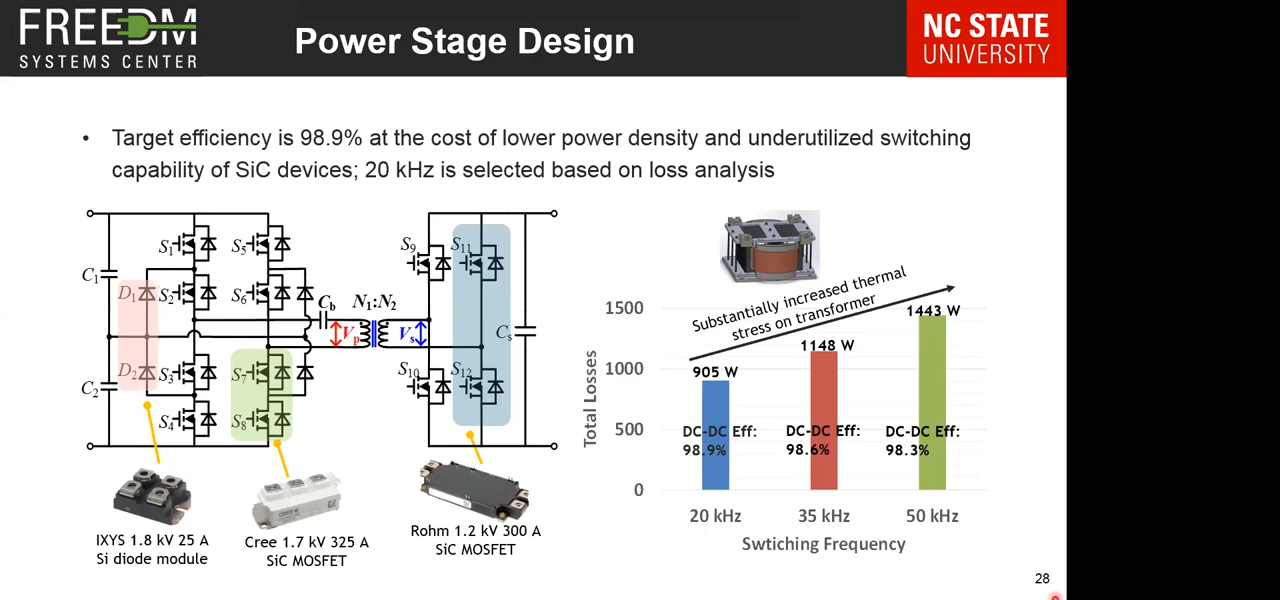 FREEDM
SYSTEMS CENTER
Power Stage Design
NC STATE
UNIVERSITY
• Target efficiency is 98.9% at the cost of lower power density and underutilized switching
capability of SiC devices; 20 kHz is selected based on loss analysis
S1
S5
S9
S11
C1
D1
S2
S6
Cb
N1:N2
Vp
Vs
Cs
C2
D2
S3
S7
S10
S12
S4
S8
IXYS 1.8 kV 25 A
Si diode module
CREE
Cree 1.7 kV 325 A
SiC MOSFET
Rohm 1.2 kV 300 A
SiC MOSFET
Substantially increased thermal
stress on transformer
Total Losses
1500
1000
500
0
905 W
1148 W
1443 W
DC-DC Eff:
98.9%
DC-DC Eff:
98.6%
DC-DC Eff:
98.3%
20 kHz
35 kHz
50 kHz
Swtiching Frequency
28